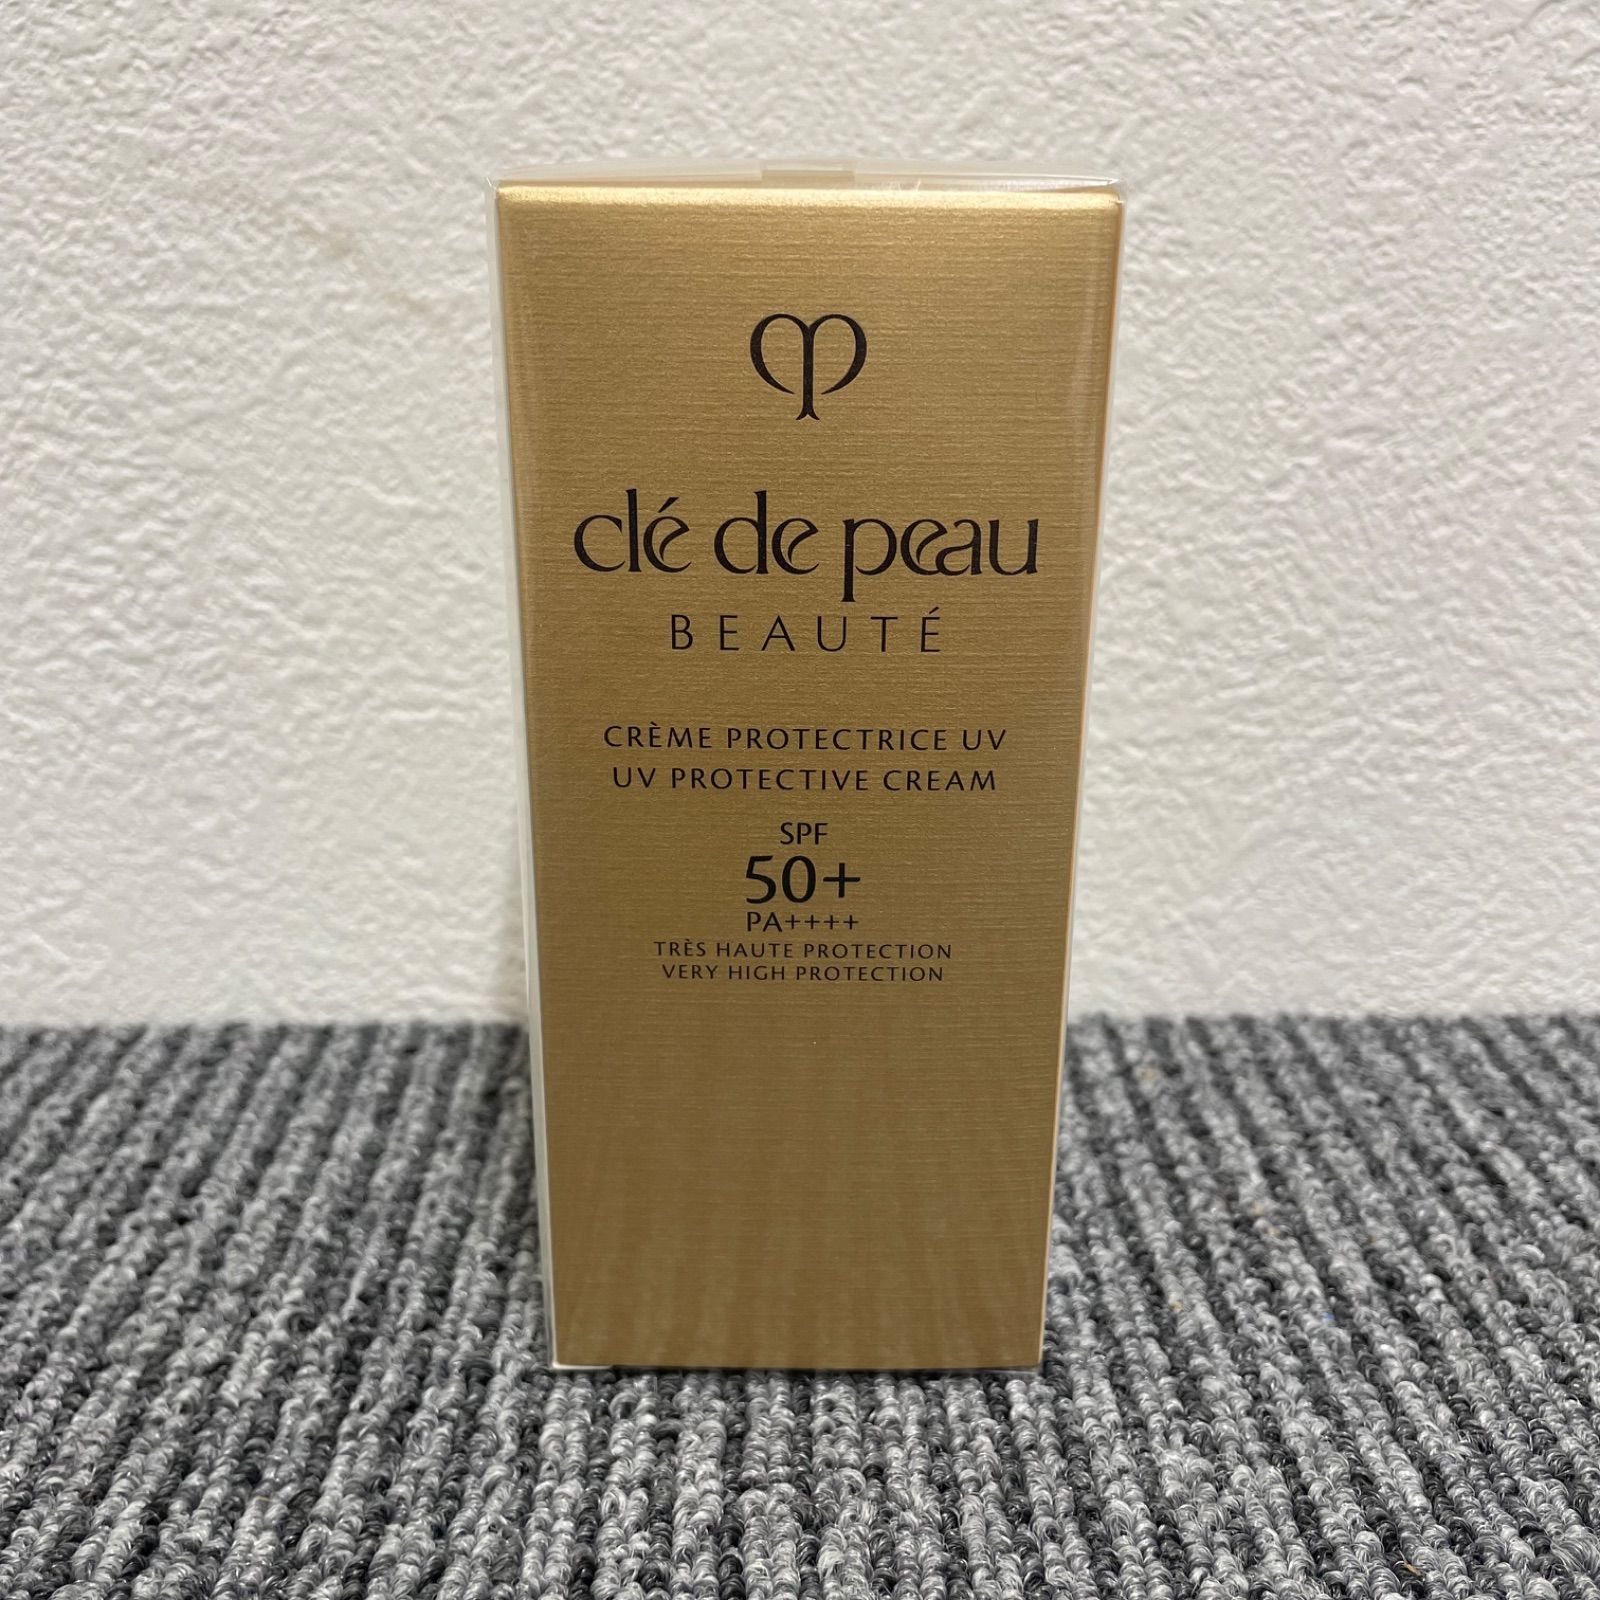 clé de peau
BEAUTÉ
CRÈME PROTECTRICE UV
UV PROTECTIVE CREAM
SPF
50+
PA++++
TRÈS HAUTE PROTECTION
VERY HIGH PROTECTION